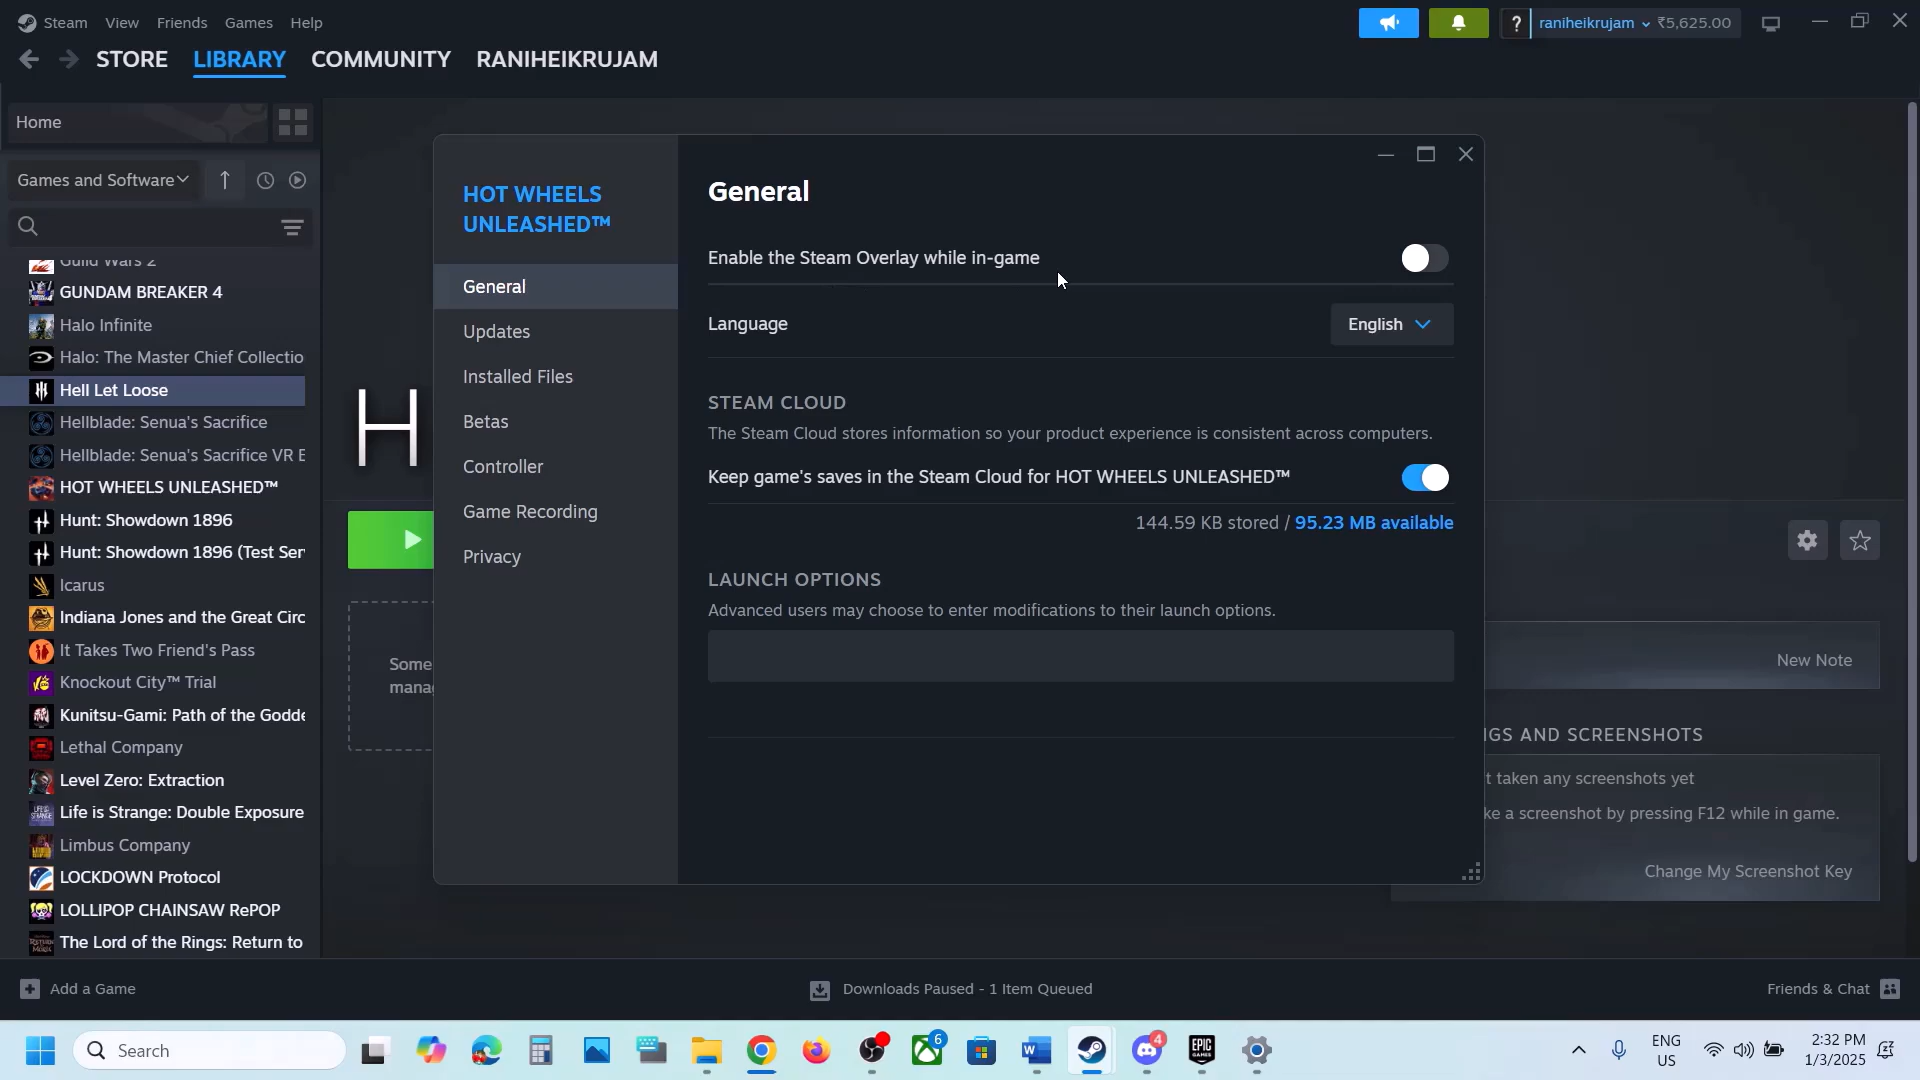 Steam View Friends Games Help
? raniheikrujam ₹5,625.00
STORE LIBRARY COMMUNITY RANIHEIKRUJAM
Home
Games and Software
Guild Wars 2
GUNDAM BREAKER 4
Halo Infinite
Halo: The Master Chief Collectio
Hell Let Loose
Hellblade: Senua's Sacrifice
Hellblade: Senua's Sacrifice VR E
HOT WHEELS UNLEASHED™
Hunt: Showdown 1896
Hunt: Showdown 1896 (Test Ser
Icarus
Indiana Jones and the Great Circ
It Takes Two Friend's Pass
Knockout City™ Trial
Kunitsu-Gami: Path of the Godde
Lethal Company
Level Zero: Extraction
Life is Strange: Double Exposure
Limbus Company
LOCKDOWN Protocol
LOLLIPOP CHAINSAW RePOP
The Lord of the Rings: Return to
H
Some
mana
HOT WHEELS
UNLEASHED™
General
Updates
Installed Files
Betas
Controller
Game Recording
Privacy
General
Enable the Steam Overlay while in-game
Language English
STEAM CLOUD
The Steam Cloud stores information so your product experience is consistent across computers.
Keep game's saves in the Steam Cloud for HOT WHEELS UNLEASHED™
144.59 KB stored / 95.23 MB available
LAUNCH OPTIONS
Advanced users may choose to enter modifications to their launch options.
New Note
GS AND SCREENSHOTS
t taken any screenshots yet
ke a screenshot by pressing F12 while in game.
Change My Screenshot Key
Add a Game
Downloads Paused - 1 Item Queued
Friends & Chat
Search
6
4
EPIC
GAMES
ENG
US
2:32 PM
1/3/2025